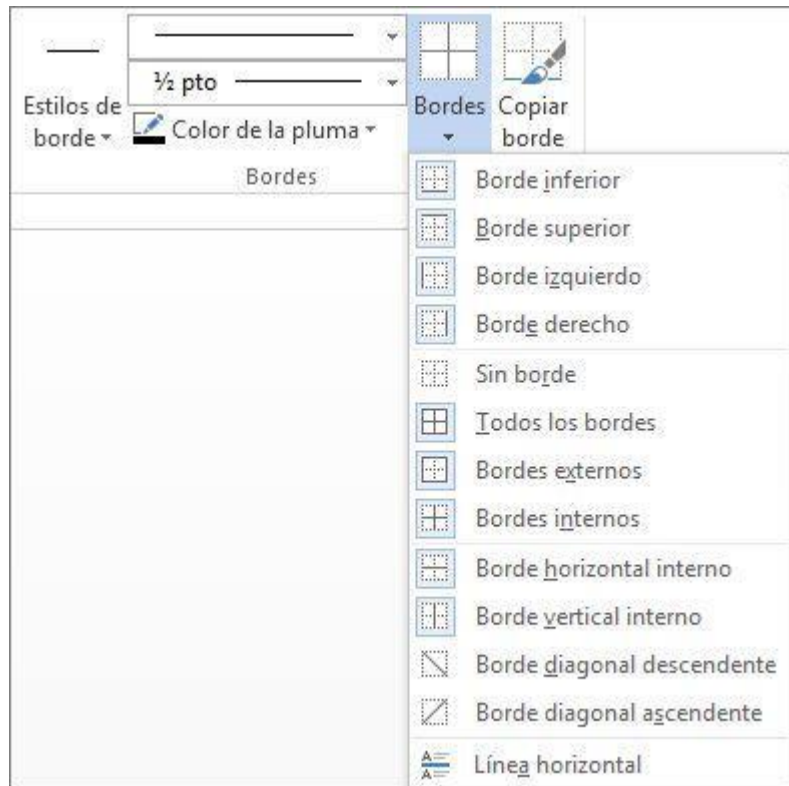 ½ pto
Estilos de
borde
Color de la pluma
Bordes
Bordes
Copiar
borde
Borde inferior
Borde superior
Borde izquierdo
Borde derecho
Sin borde
Todos los bordes
Bordes externos
Bordes internos
Borde horizontal interno
Borde vertical interno
Borde diagonal descendente
Borde diagonal ascendente
Línea horizontal